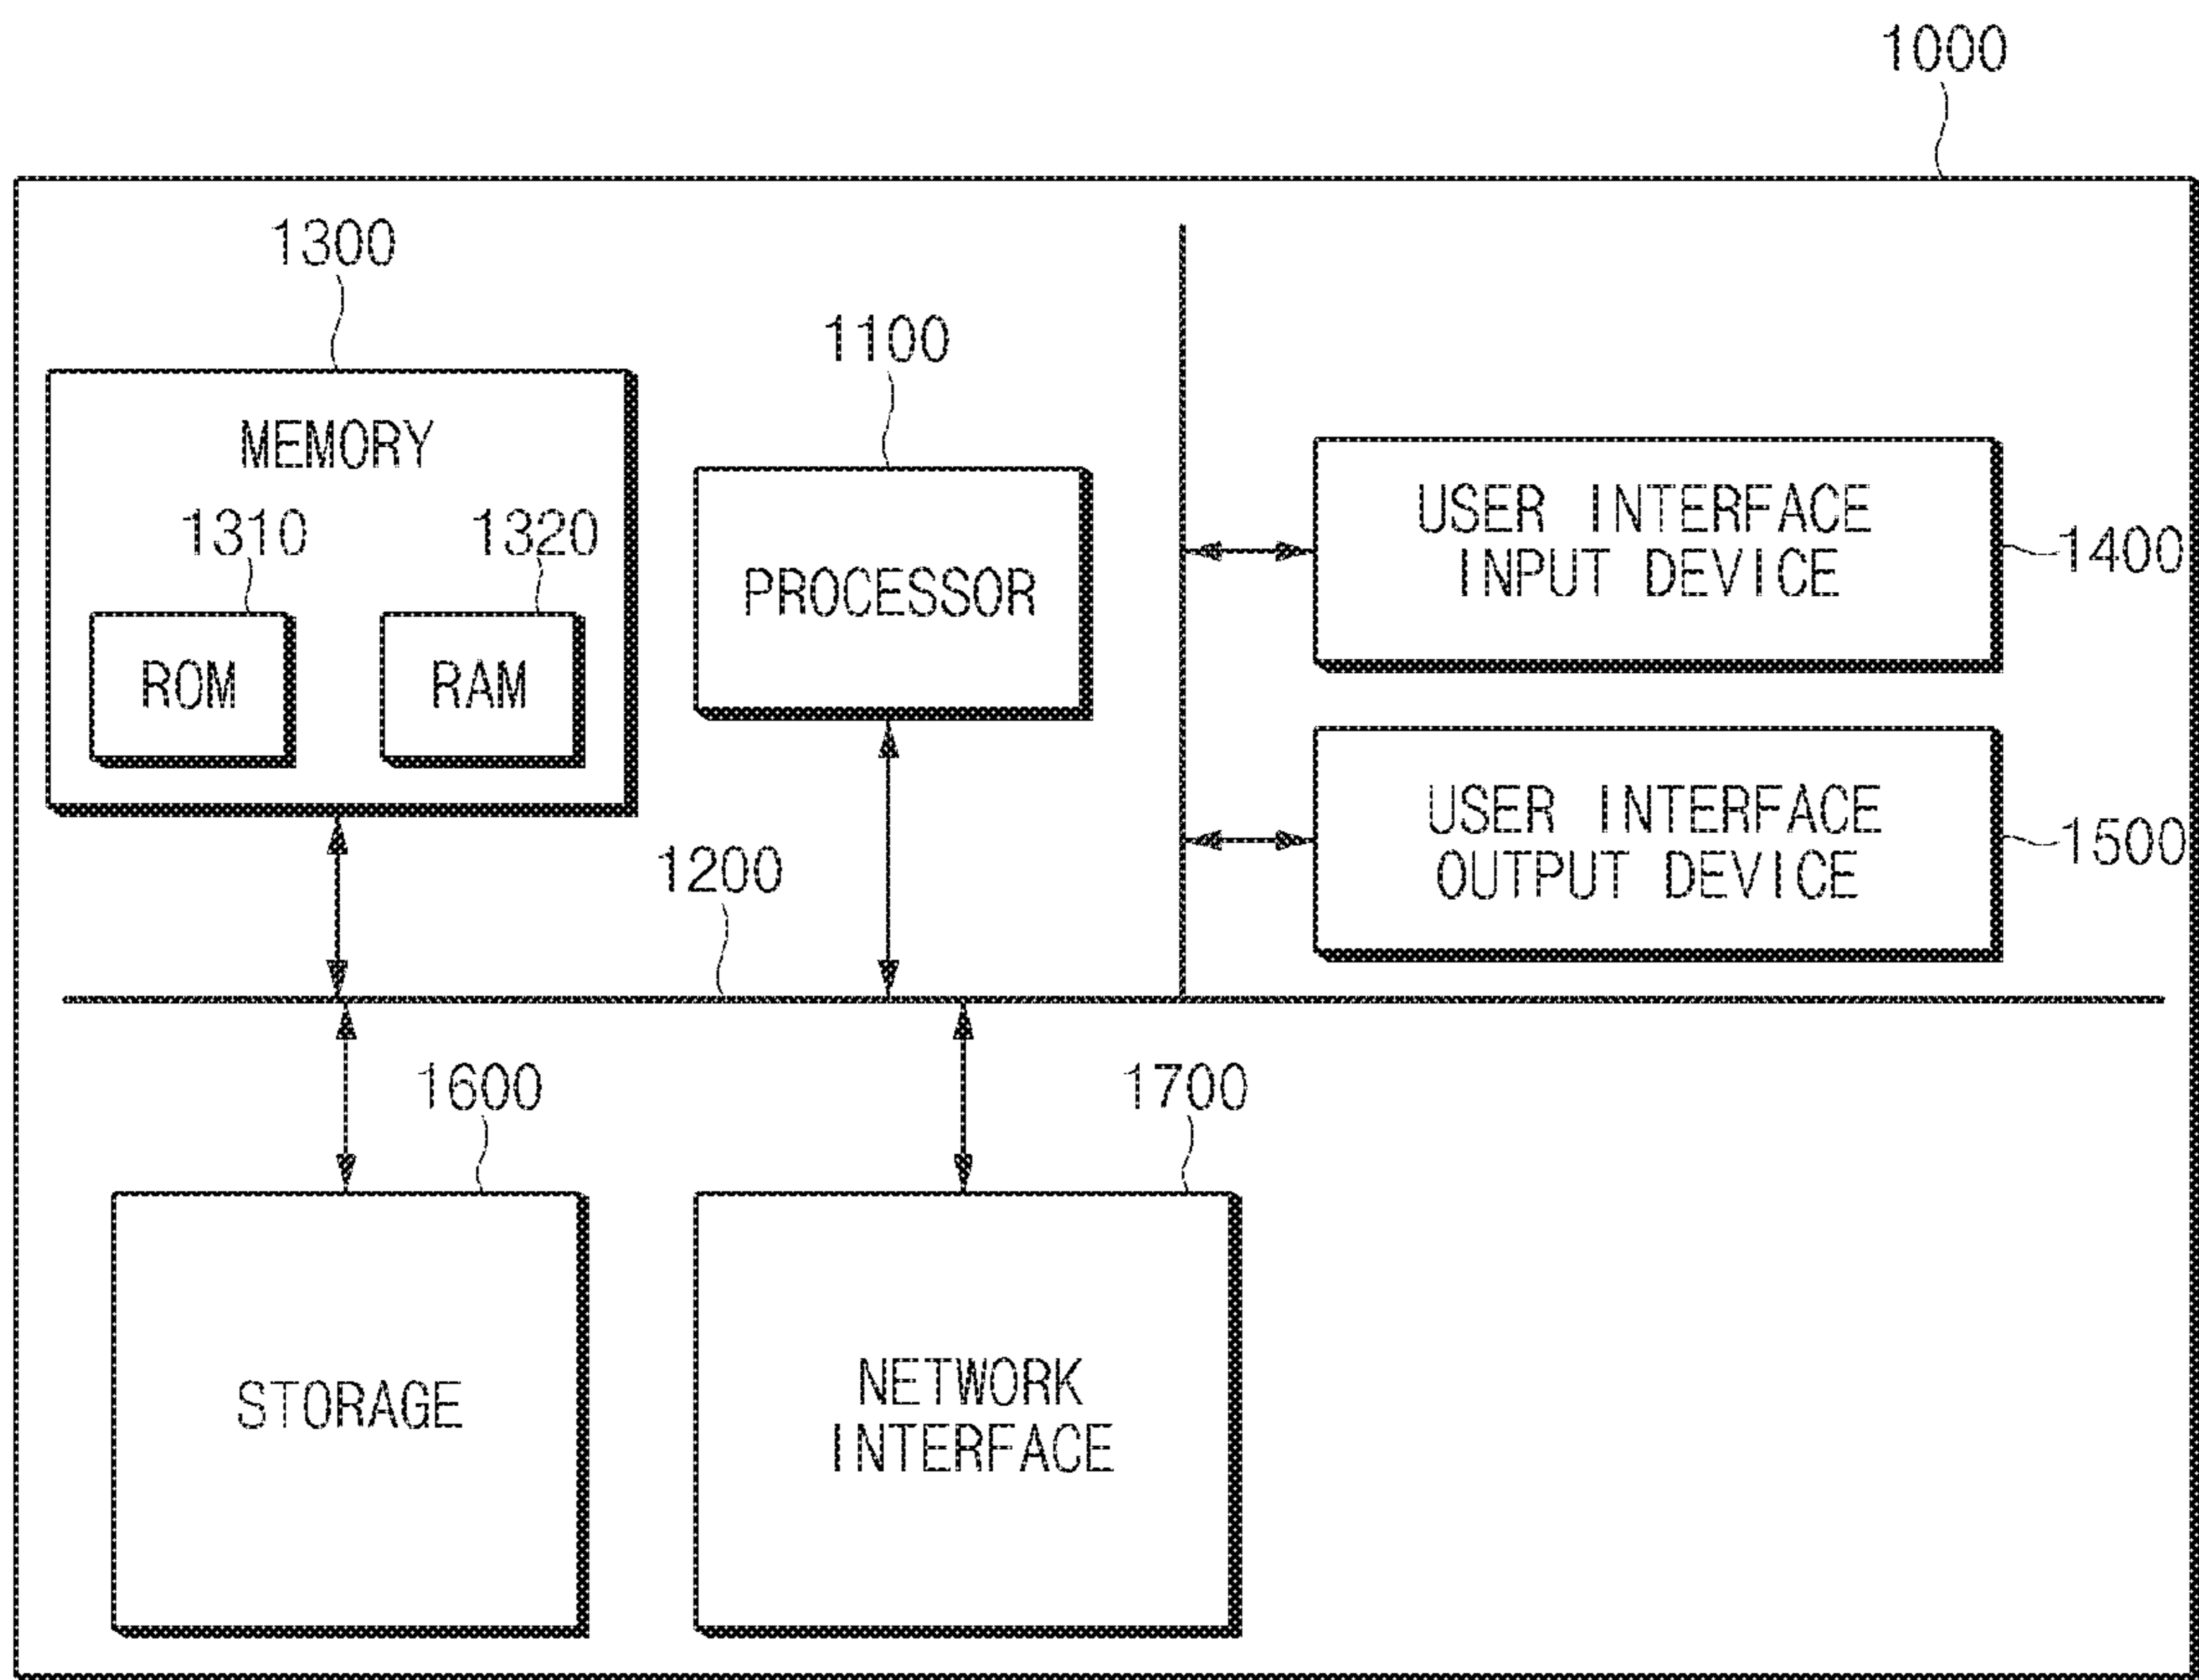 1000
1300
1100
MEMORY
1310
1320
ROM
RAM
PROCESSOR
USER INTERFACE
INPUT DEVICE
1400
USER INTERFACE
OUTPUT DEVICE
1500
1200
1600
1700
STORAGE
NETWORK
INTERFACE